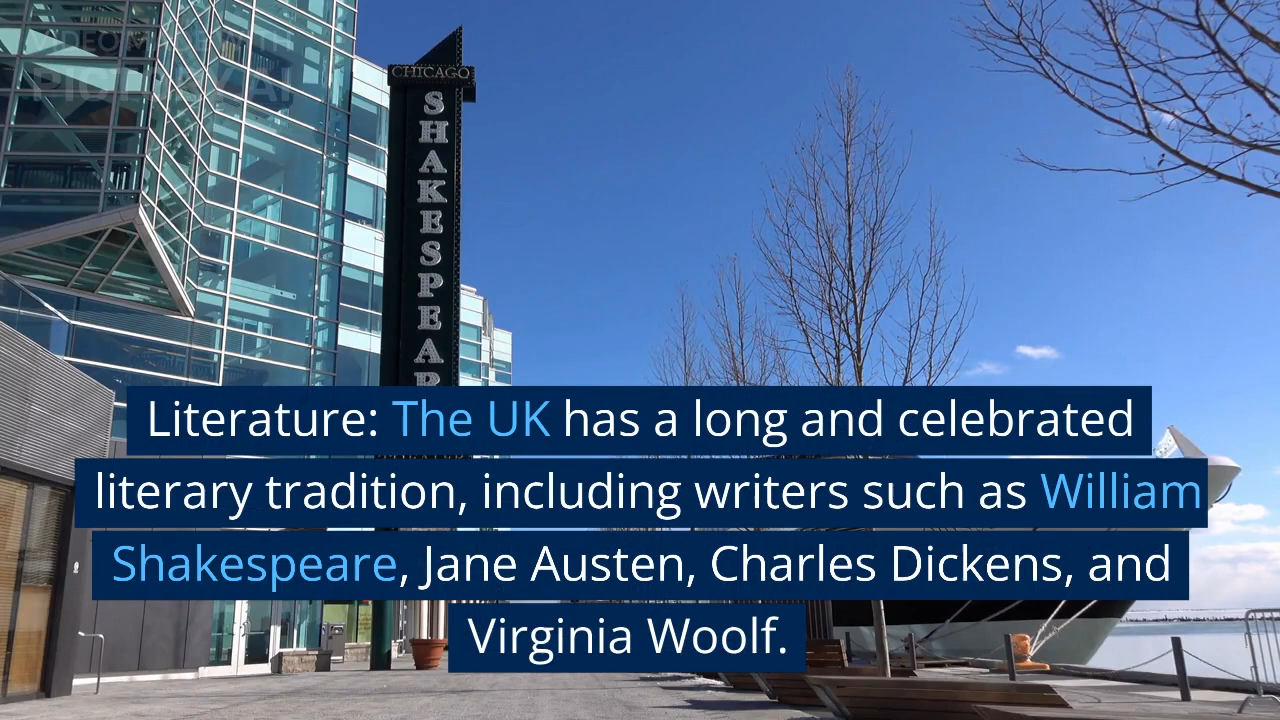 CHICAGO
SHAKESPEAR
Literature: The UK has a long and celebrated
literary tradition, including writers such as William
Shakespeare, Jane Austen, Charles Dickens, and
Virginia Woolf.